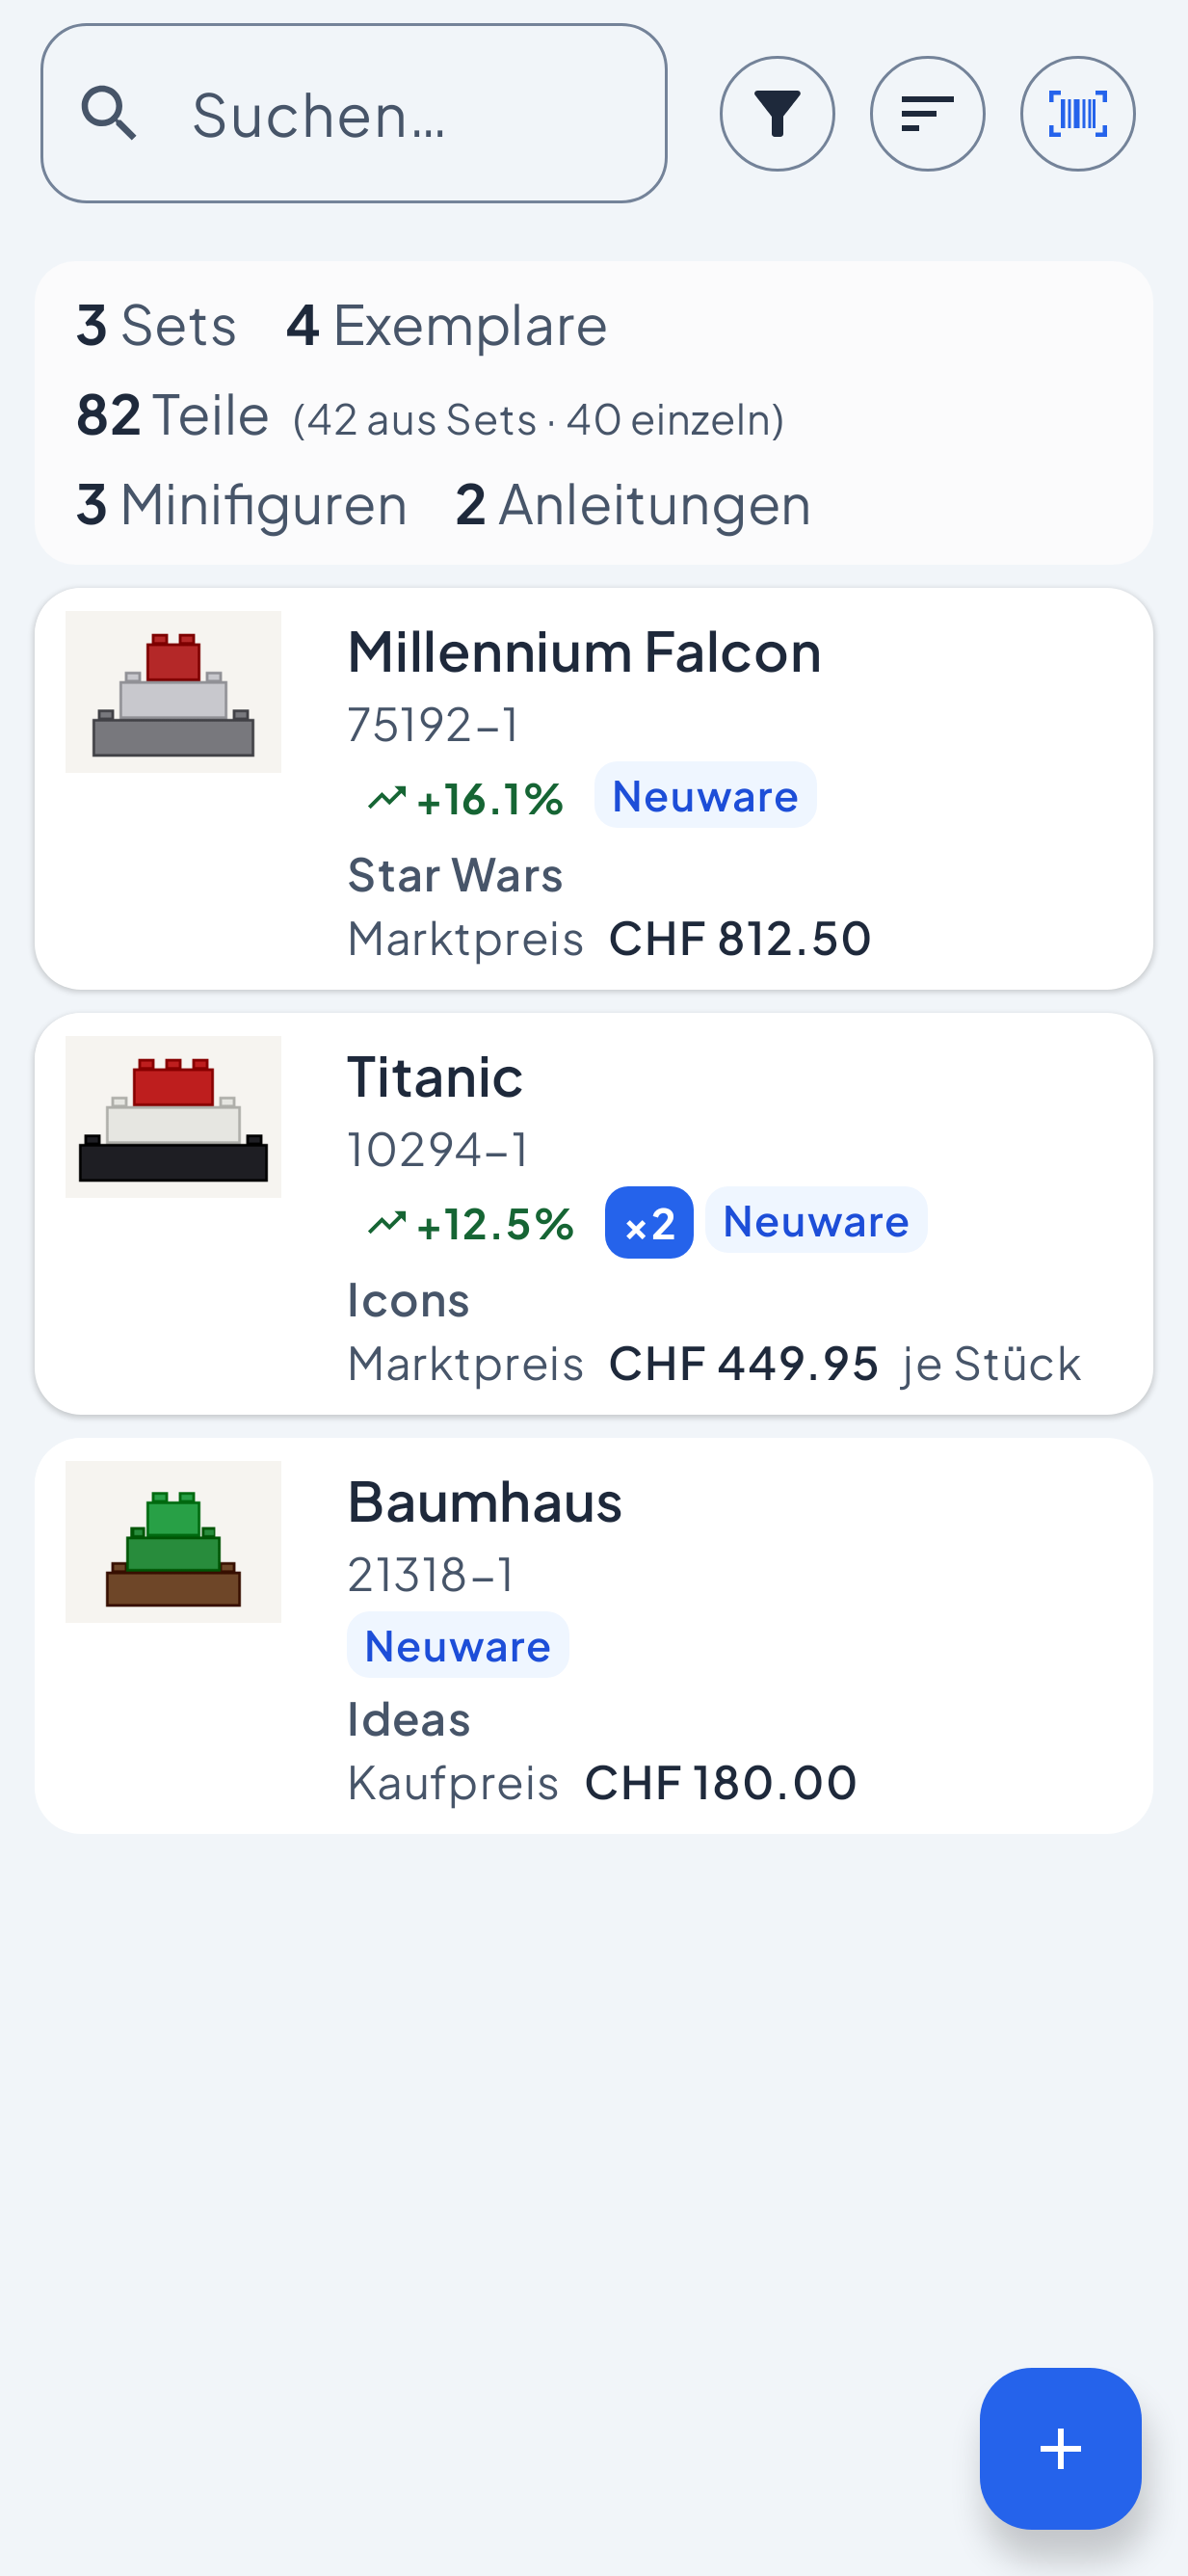 Suchen…
3 Sets 4 Exemplare
82 Teile (42 aus Sets · 40 einzeln)
3 Minifiguren 2 Anleitungen
Millennium Falcon
75192–1
+16.1% Neuware
Star Wars
Marktpreis CHF 812.50
Titanic
10294–1
+12.5% ×2 Neuware
Icons
Marktpreis CHF 449.95 je Stück
Baumhaus
21318–1
Neuware
Ideas
Kaufpreis CHF 180.00